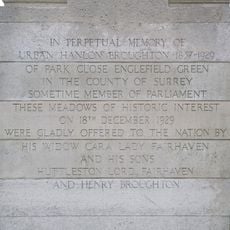 IN PERPETUAL MEMORY OF
URBAN HANLON BROUGHTON 1857-1929
OF PARK CLOSE ENGLEFIELD GREEN
IN THE COUNTY OF SURREY
SOMETIME MEMBER OF PARLIAMENT
THESE MEADOWS OF HISTORIC INTEREST
ON 18TH DECEMBER 1929
WERE GLADLY OFFERED TO THE NATION BY
HIS WIDOW CARA LADY FAIRHAVEN
AND HIS SONS
HUTTLESTON LORD FAIRHAVEN
AND HENRY BROUGHTON